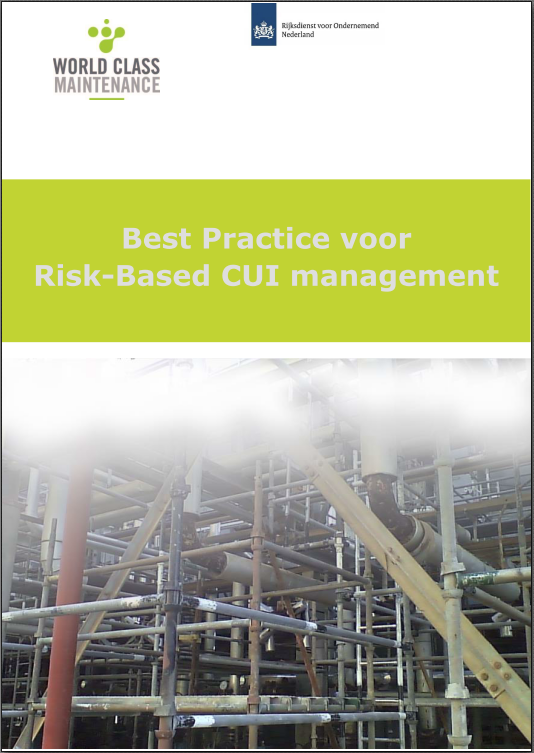 Rijksdienst voor Ondernemend
Nederland
WORLD CLASS
MAINTENANCE
Best Practice voor
Risk-Based CUI management